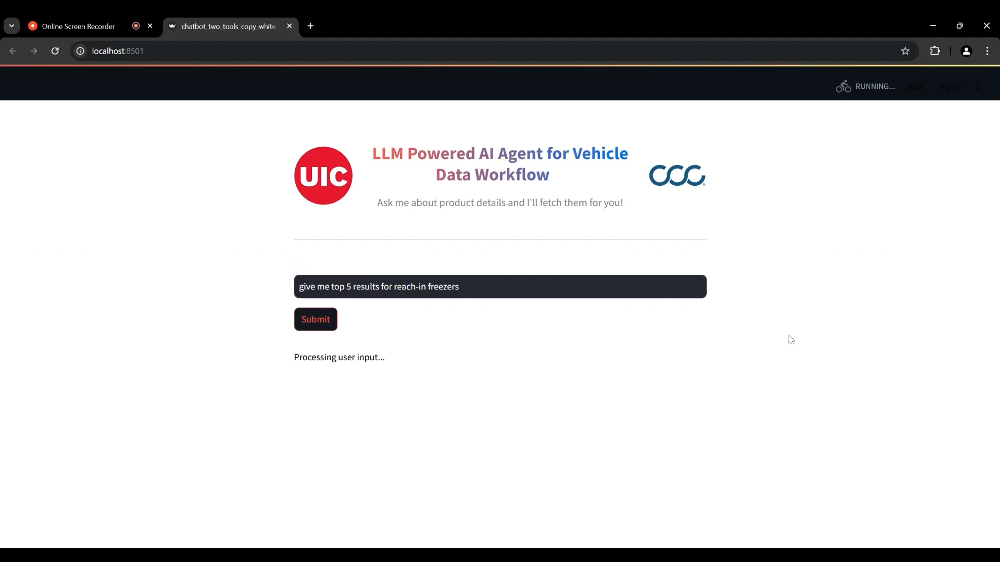 Online Screen Recorder
chatbot_two_tools_copy_white_
localhost:8501
RUNNING...
Stop
Deploy
UIC
LLM Powered AI Agent for Vehicle
Data Workflow
CCC
Ask me about product details and I'll fetch them for you!
give me top 5 results for reach-in freezers
Submit
Processing user input...